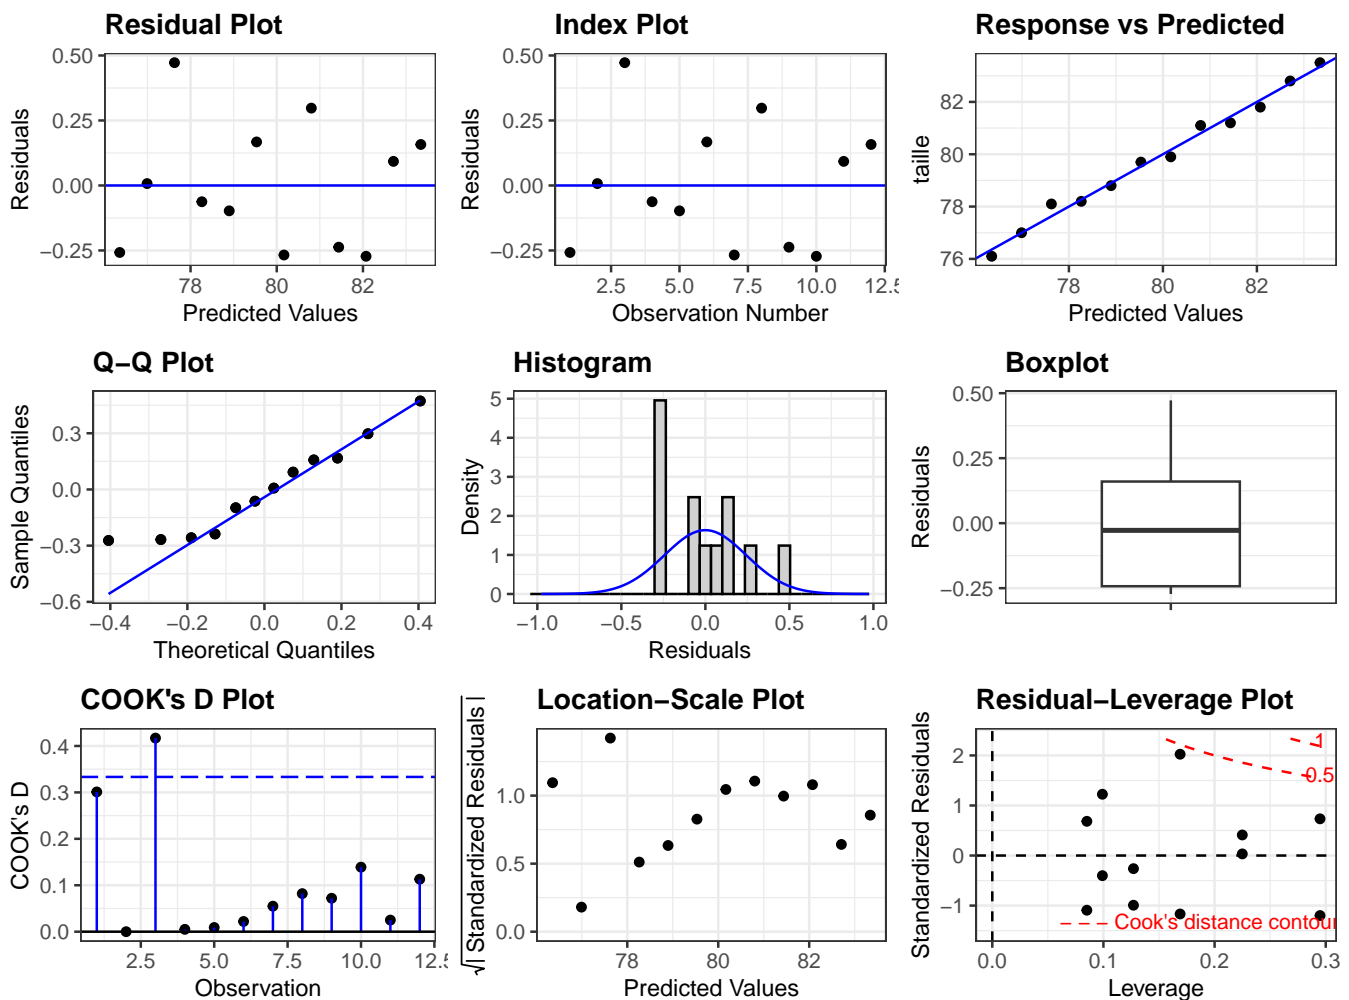 Residual Plot
Index Plot
Response vs Predicted
Residuals
0.50
0.25
0.00
−0.25
78 80 82
Predicted Values
Residuals
0.50
0.25
0.00
−0.25
2.5 5.0 7.5 10.0 12.5
Observation Number
taille
82
80
78
76
78 80 82
Predicted Values
Q−Q Plot
Histogram
Boxplot
Sample Quantiles
0.3
0.0
−0.3
−0.6
−0.4 −0.2 0.0 0.2 0.4
Theoretical Quantiles
Density
5
4
3
2
1
0
−1.0 −0.5 0.0 0.5 1.0
Residuals
Residuals
0.50
0.25
0.00
−0.25
COOK's D Plot
Location−Scale Plot
Residual−Leverage Plot
COOK's D
0.4
0.3
0.2
0.1
0.0
2.5 5.0 7.5 10.0 12.5
Observation
√| Standardized Residuals |
1.0
0.5
0.0
78 80 82
Predicted Values
Standardized Residuals
2
1
0
−1
1
0.5
Cook's distance contour
0.0 0.1 0.2 0.3
Leverage